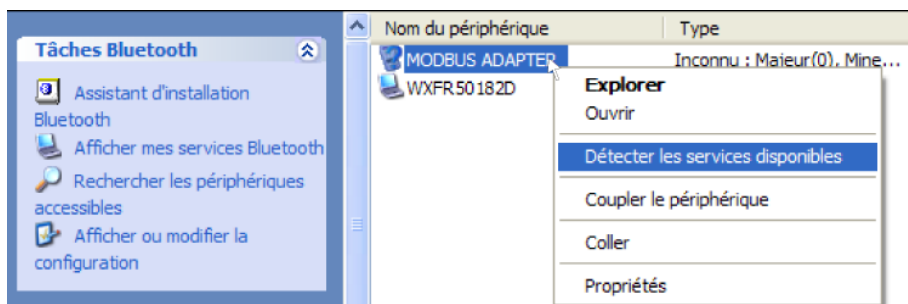 Tâches Bluetooth
Assistant d'installation
Bluetooth
Afficher mes services Bluetooth
Rechercher les périphériques
accessibles
Afficher ou modifier la
configuration
Nom du périphérique Type
MODBUS ADAPTER Inconnu : Majeur(0), Mine...
WXFR50182D
Explorer
Ouvrir
Détecter les services disponibles
Coupler le périphérique
Coller
Propriétés